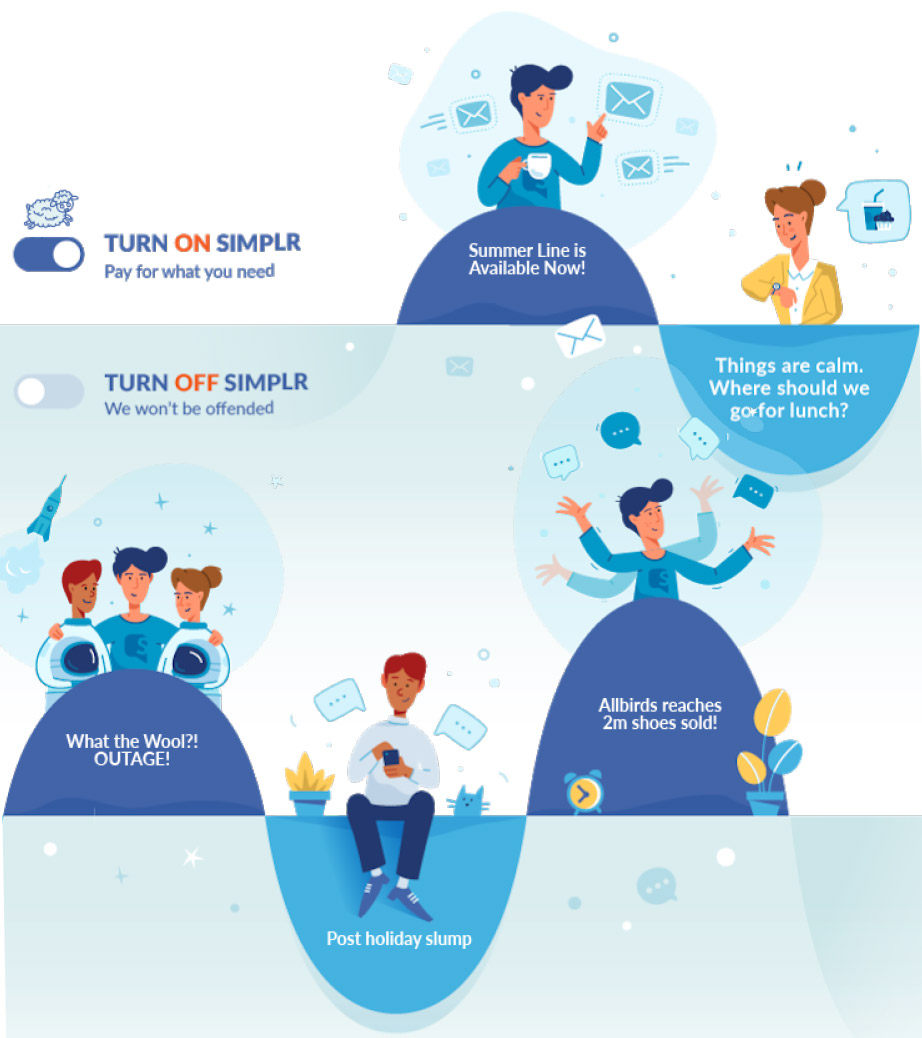 Summer Line is
Available Now!
TURN ON SIMPLR
Pay for what you need
Things are calm.
Where should we
go for lunch?
TURN OFF SIMPLR
We won't be offended
What the Wool?!
OUTAGE!
Allbirds reaches
2m shoes sold!
Post holiday slump